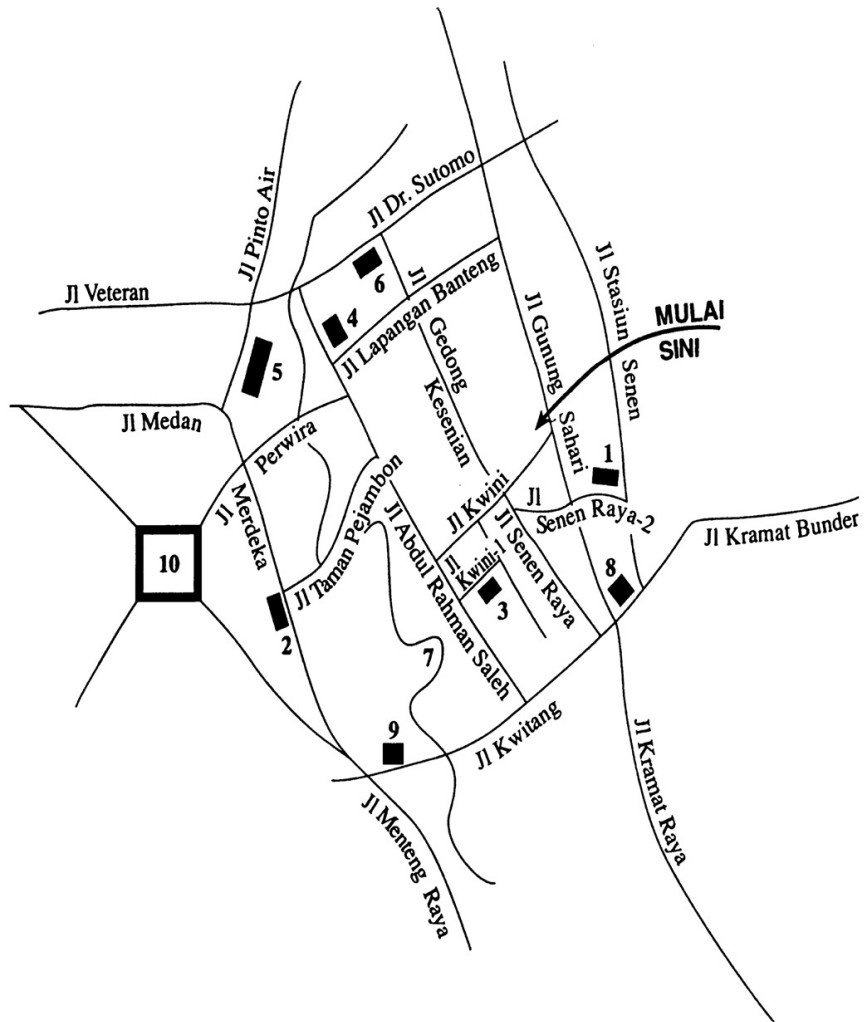 Jl Pinto Air
Jl Dr. Sutomo
Jl Veteran
6
4
5
Jl Lapangan Banteng
Jl Gedong Kesenian
Jl Gunung Sahari
Jl Stasiun Senen
MULAI
SINI
Jl Medan Merdeka
Jl Perwira
1
Jl Kwini
Jl Senen Raya-2
Jl Kramat Bunder
Jl Taman Pejambon
Jl Abdul Rahman Saleh
Jl Kwini-1
Jl Senen Raya
10
8
3
2
7
9
Jl Kwitang
Jl Kramat Raya
Jl Menteng Raya